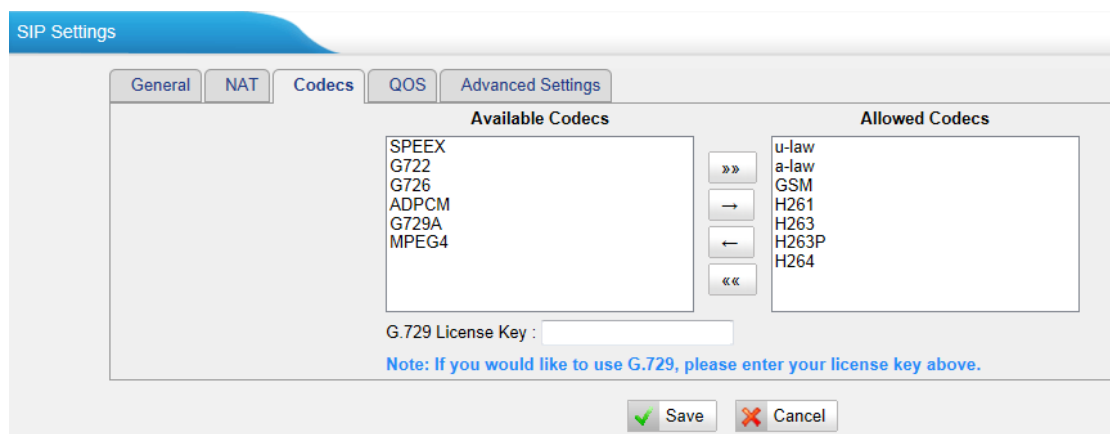 SIP Settings
General NAT Codecs QOS Advanced Settings
Available Codecs Allowed Codecs
SPEEX
G722
G726
ADPCM
G729A
MPEG4
»»
→
←
««
u-law
a-law
GSM
H261
H263
H263P
H264
G.729 License Key :
Note: If you would like to use G.729, please enter your license key above.
Save Cancel